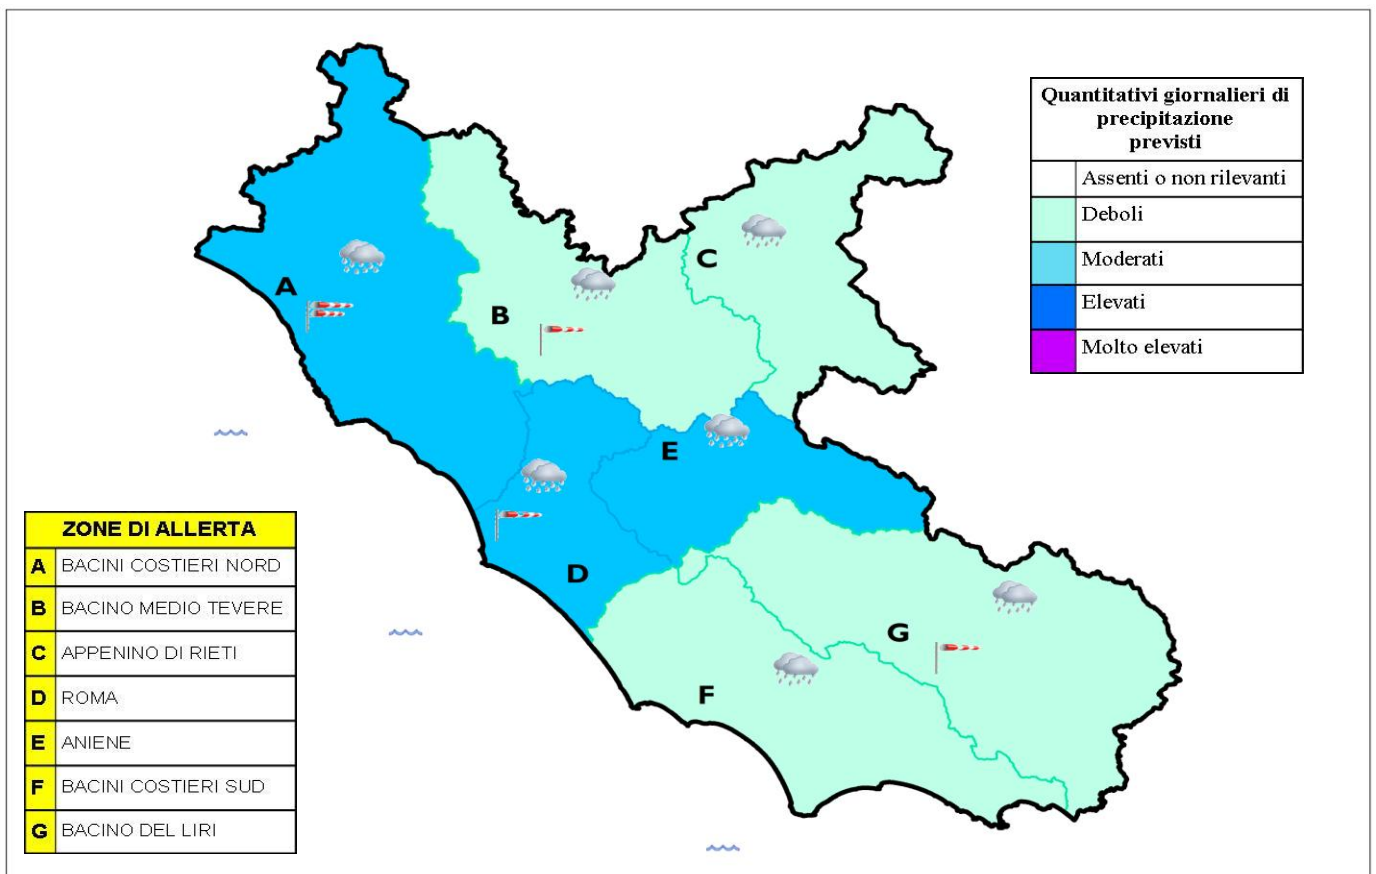 Quantitativi giornalieri di
precipitazione
previsti
Assenti o non rilevanti
Deboli
Moderati
Elevati
Molto elevati
A
B
C
E
D
G
F
ZONE DI ALLERTA
A BACINI COSTIERI NORD
B BACINO MEDIO TEVERE
C APPENINO DI RIETI
D ROMA
E ANIENE
F BACINI COSTIERI SUD
G BACINO DEL LIRI